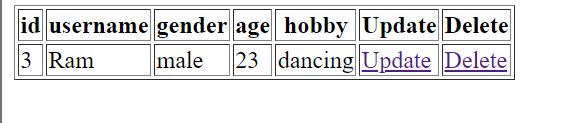 id username gender age hobby Update Delete
3 Ram male 23 dancing Update Delete